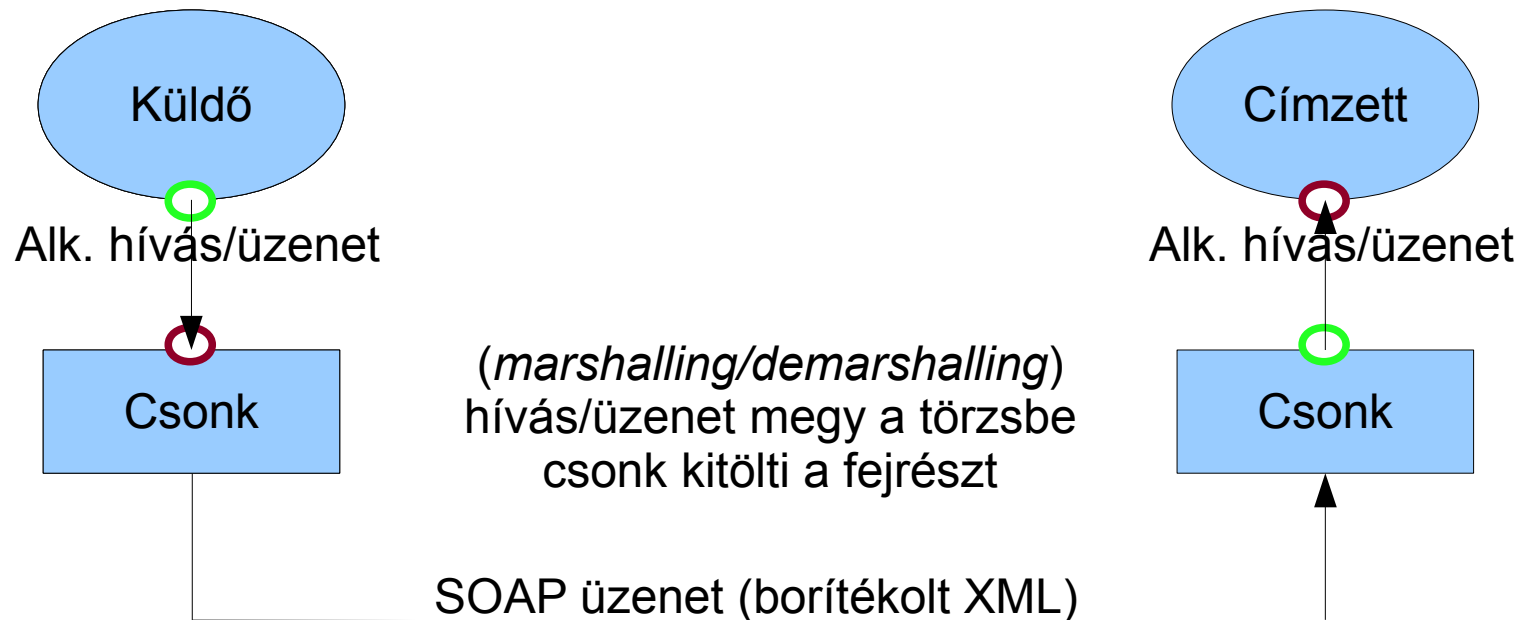 Küldő
Címzett
Alk. hívás/üzenet
Alk. hívás/üzenet
Csonk
(marshalling/demarshalling)
hívás/üzenet megy a törzsbe
csonk kitölti a fejrészt
Csonk
SOAP üzenet (borítékolt XML)